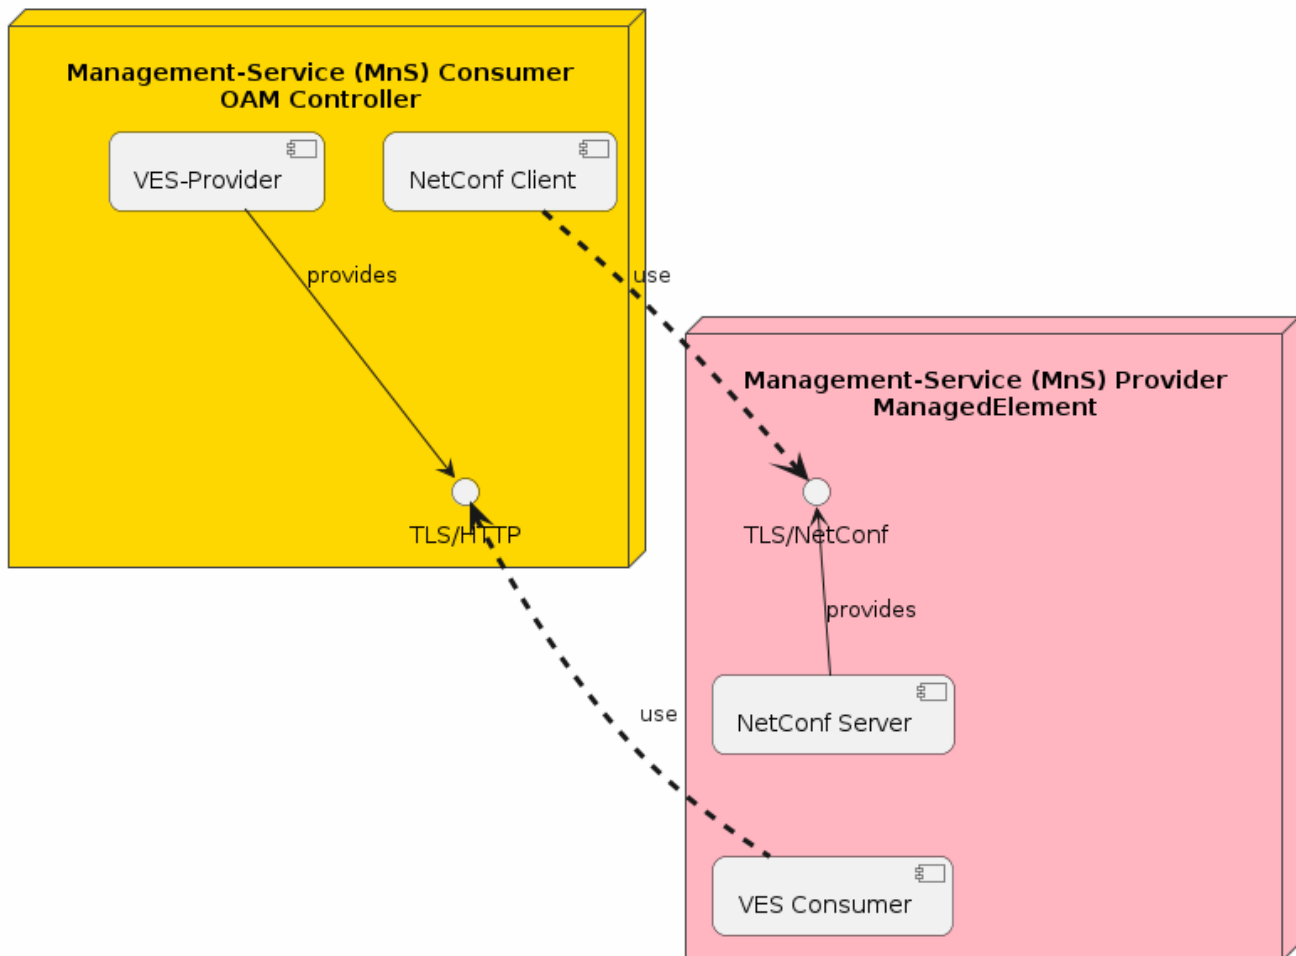 Management-Service (MnS) Consumer
OAM Controller
VES-Provider
NetConf Client
provides
use
Management-Service (MnS) Provider
ManagedElement
TLS/HTTP
TLS/NetConf
provides
use
NetConf Server
VES Consumer